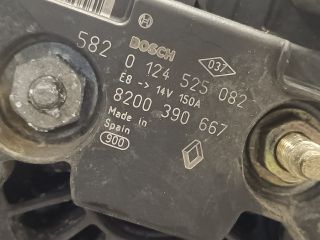 BOSCH
582 0 124 525 082
037
E8 -> 14V 150A
8200 390 667
Made in
Spain
900